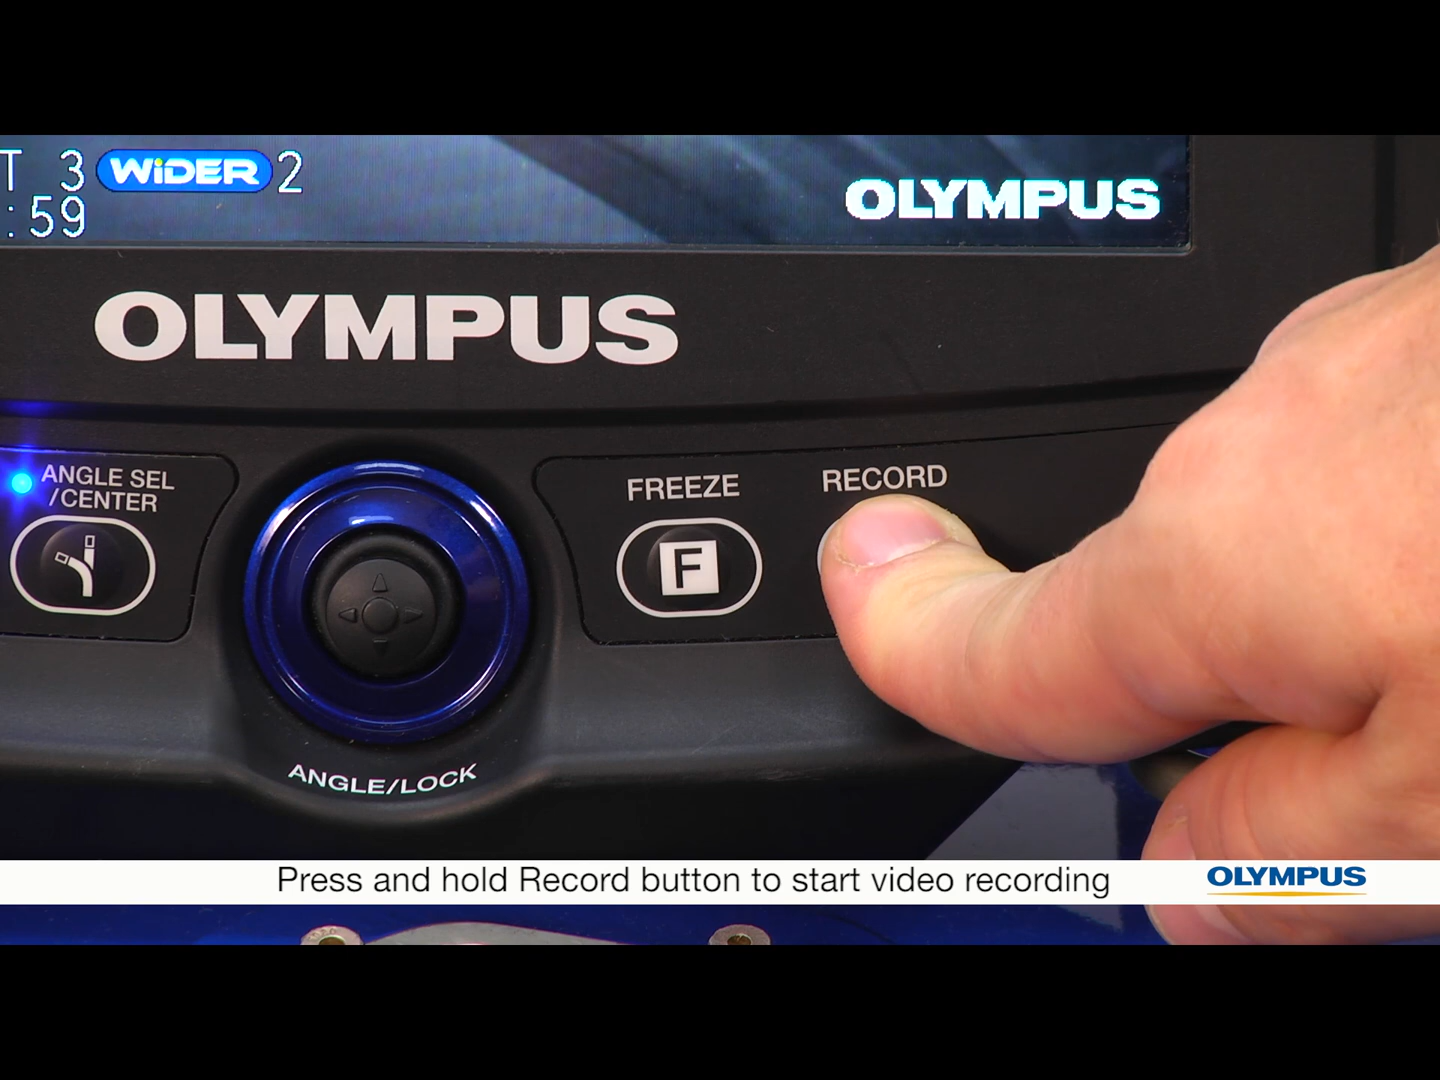 T 3 WiDER 2
:59
OLYMPUS
OLYMPUS
ANGLE SEL
/CENTER
FREEZE
RECORD
F
ANGLE/LOCK
Press and hold Record button to start video recording
OLYMPUS